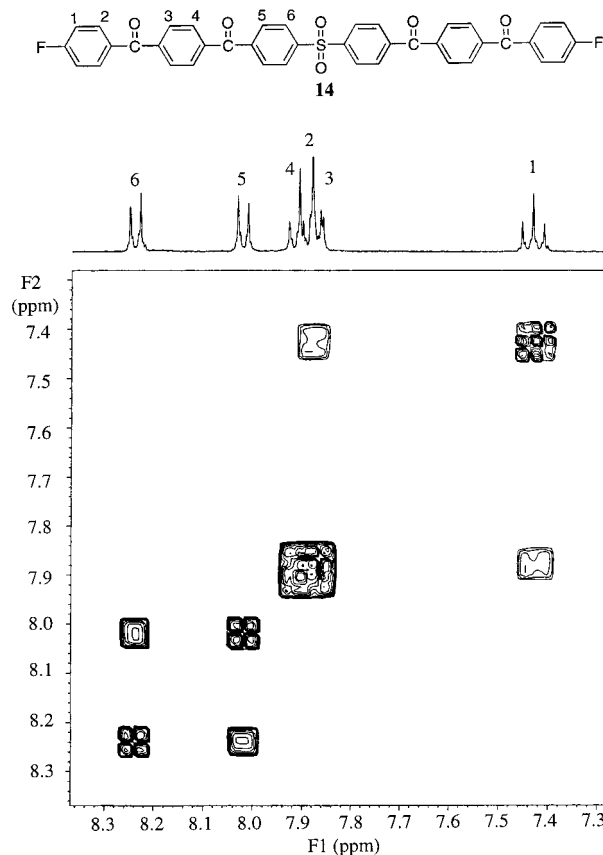 1 2 3 4 5 6
O O O O O
F C C S C C F
O
14
6 5 4 2 3 1
F2
(ppm)
7.4
7.5
7.6
7.7
7.8
7.9
8.0
8.1
8.2
8.3
8.3 8.2 8.1 8.0 7.9 7.8 7.7 7.6 7.5 7.4 7.3
F1 (ppm)